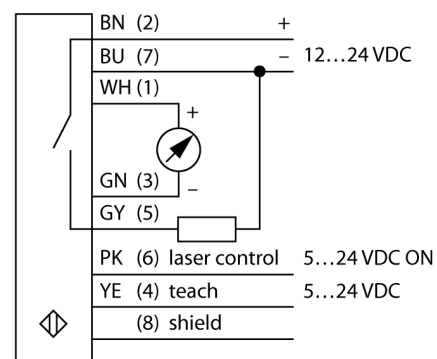 BN (2) +
BU (7) – 12…24 VDC
WH (1)
+
GN (3) –
GY (5)
PK (6) laser control 5…24 VDC ON
YE (4) teach 5…24 VDC
(8) shield